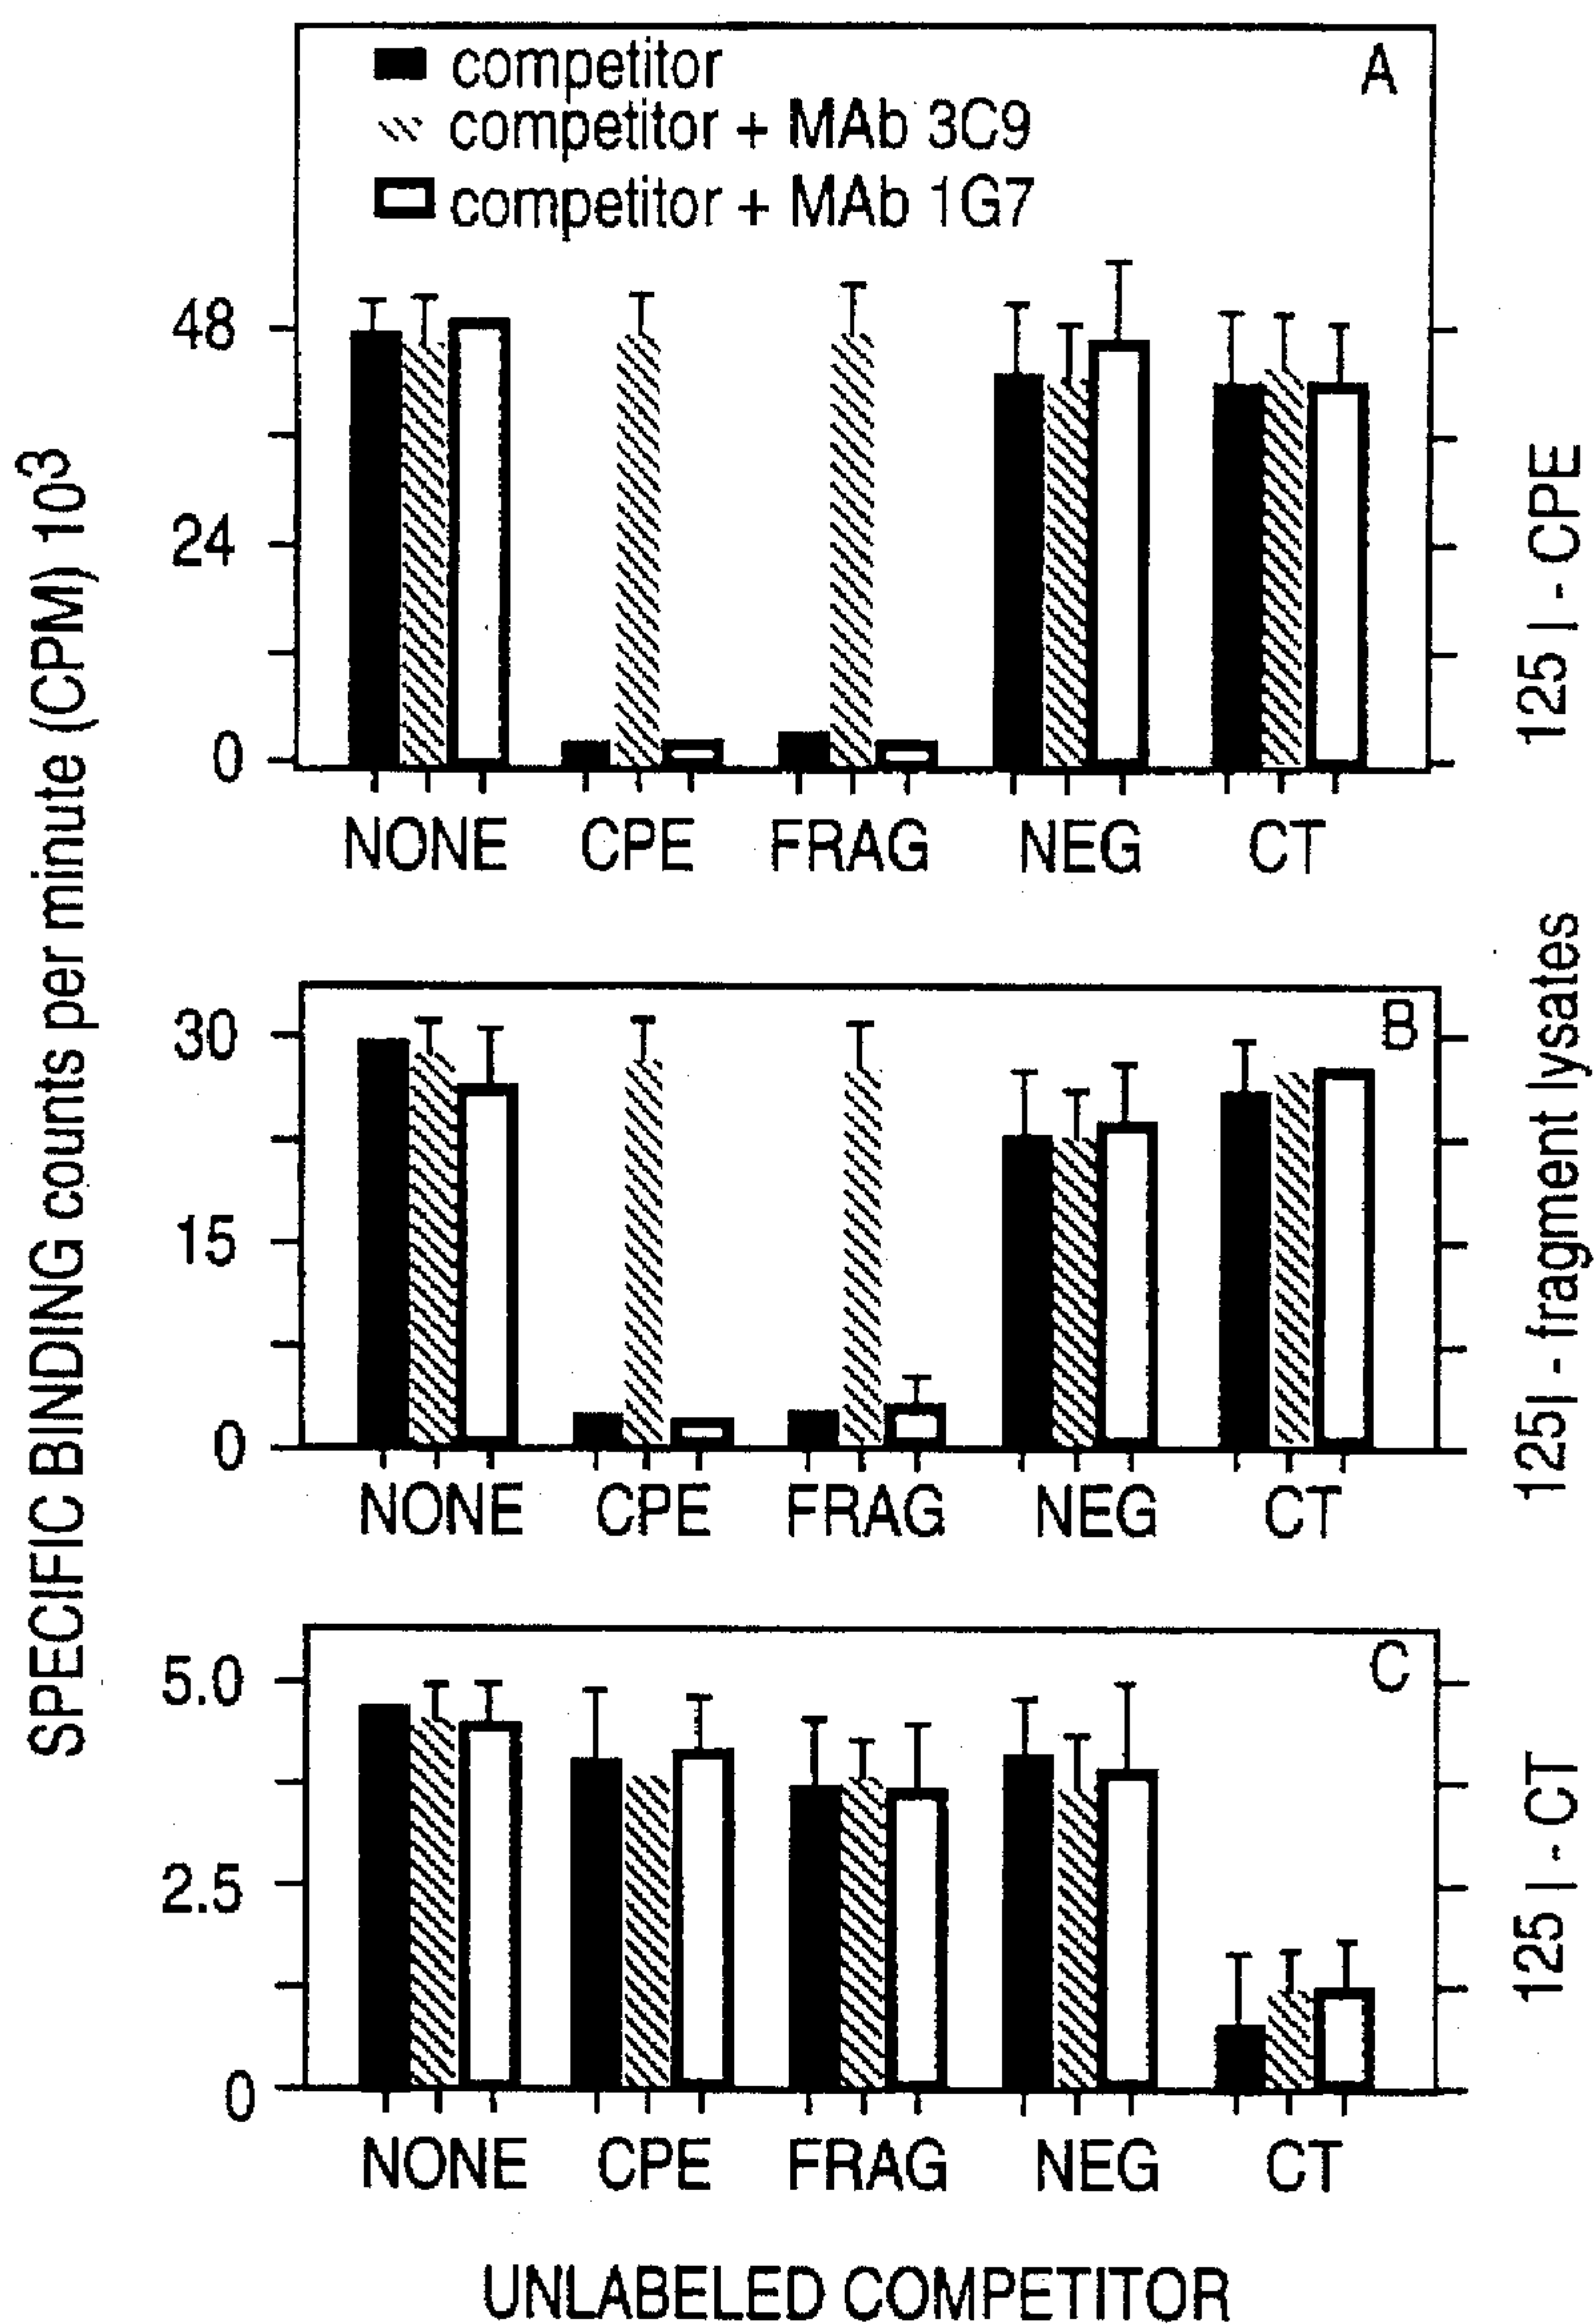 A
competitor
competitor + MAb 3C9
competitor + MAb 1G7
48
24
0
NONE CPE FRAG NEG CT
125 I - CPE
B
30
15
0
NONE CPE FRAG NEG CT
125I - fragment lysates
C
5.0
2.5
0
NONE CPE FRAG NEG CT
125 I - CT
SPECIFIC BINDING counts per minute (CPM) 10³
UNLABELED COMPETITOR